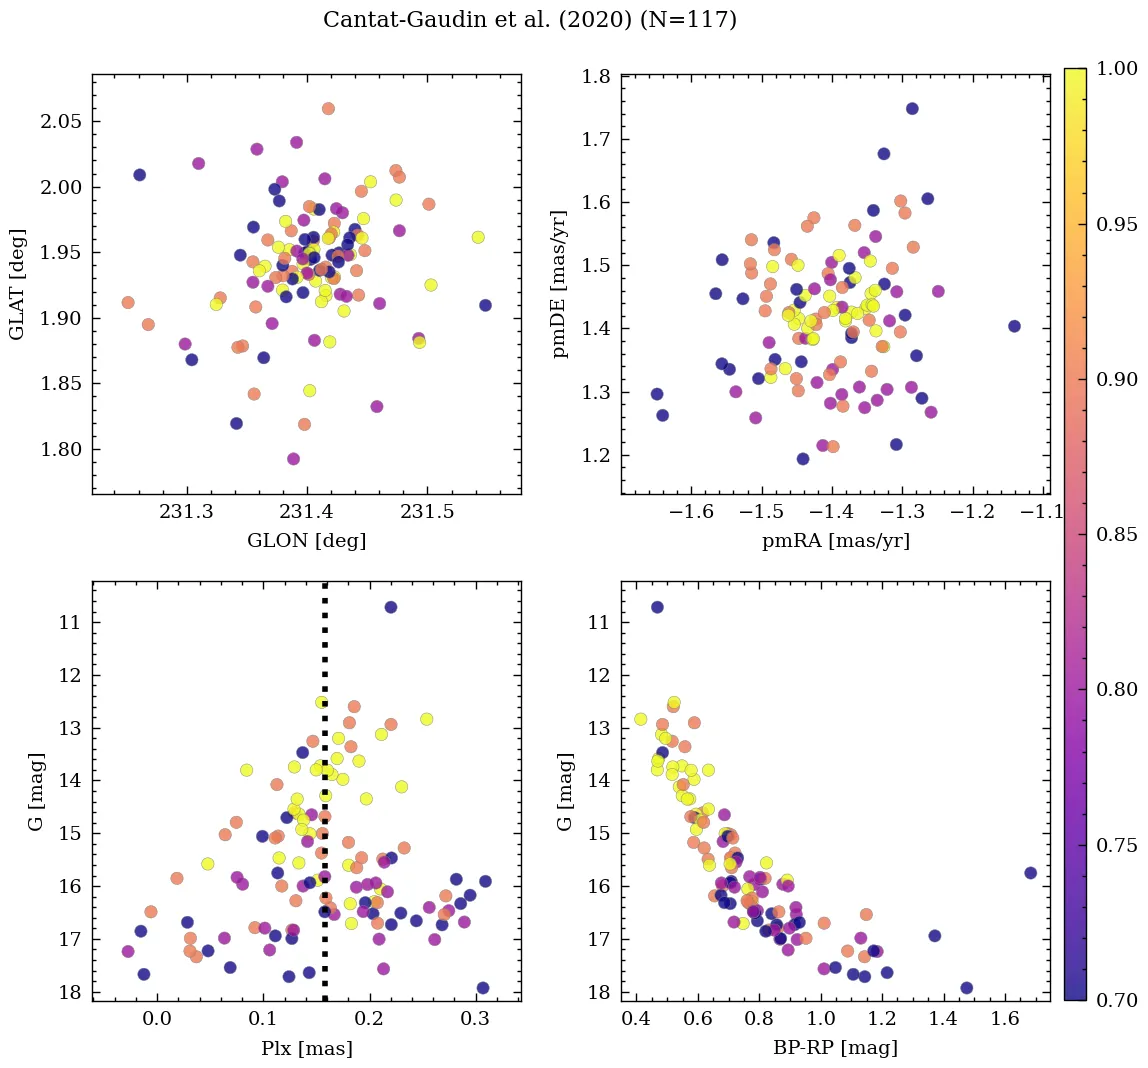 Cantat-Gaudin et al. (2020) (N=117)
2.05
2.00
1.95
1.90
1.85
1.80
GLAT [deg]
231.3 231.4 231.5
GLON [deg]
1.8
1.7
1.6
1.5
1.4
1.3
1.2
pmDE [mas/yr]
−1.6 −1.5 −1.4 −1.3 −1.2 −1.1
pmRA [mas/yr]
1.00
0.95
0.90
0.85
0.80
0.75
0.70
11
12
13
14
15
16
17
18
G [mag]
0.0 0.1 0.2 0.3
Plx [mas]
11
12
13
14
15
16
17
18
G [mag]
0.4 0.6 0.8 1.0 1.2 1.4 1.6
BP-RP [mag]